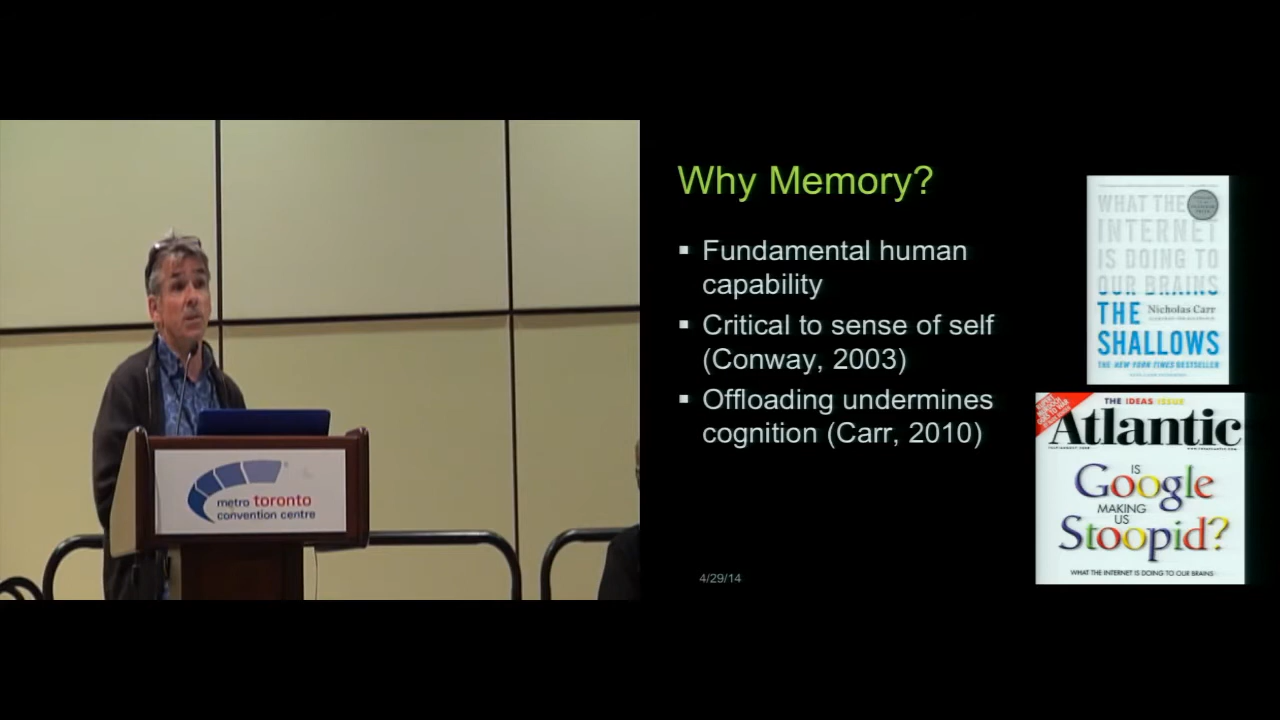 metro toronto
convention centre
Why Memory?
▪ Fundamental human
capability
▪ Critical to sense of self
(Conway, 2003)
▪ Offloading undermines
cognition (Carr, 2010)
4/29/14
WHAT THE
INTERNET
IS DOING TO
OUR BRAINS
THE
Nicholas Carr
SHALLOWS
THE NEW YORK TIMES BESTSELLER
THE IDEAS ISSUE
Atlantic
IS
Google
MAKING
US
Stoopid?
WHAT THE INTERNET IS DOING TO OUR BRAINS